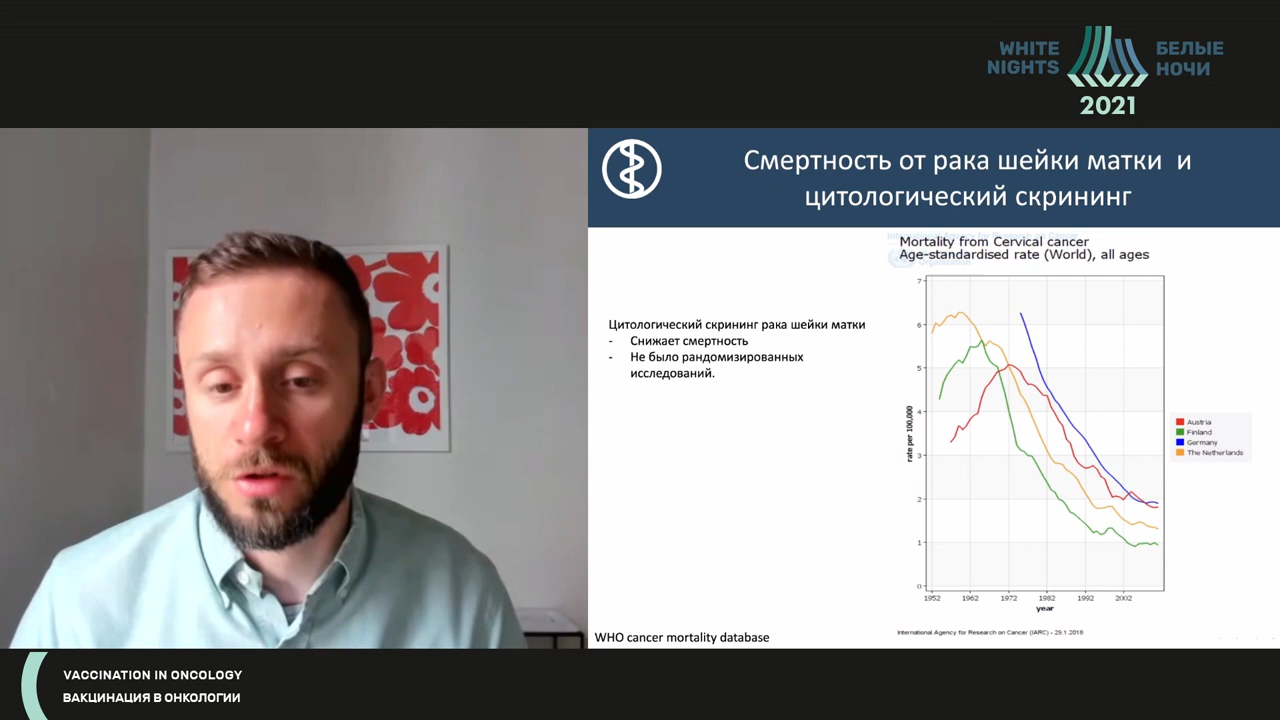 WHITE
NIGHTS
БЕЛЫЕ
НОЧИ
2021
Смертность от рака шейки матки и
цитологический скрининг
Цитологический скрининг рака шейки матки
- Снижает смертность
- Не было рандомизированных
исследований.
Mortality from Cervical cancer
Age-standardised rate (World), all ages
7
6
5
4
3
2
1
0
rate per 100,000
1952 1962 1972 1982 1992 2002
year
Austria
Finland
Germany
The Netherlands
International Agency for Research on Cancer (IARC) - 29.1.2018
WHO cancer mortality database
VACCINATION IN ONCOLOGY
ВАКЦИНАЦИЯ В ОНКОЛОГИИ